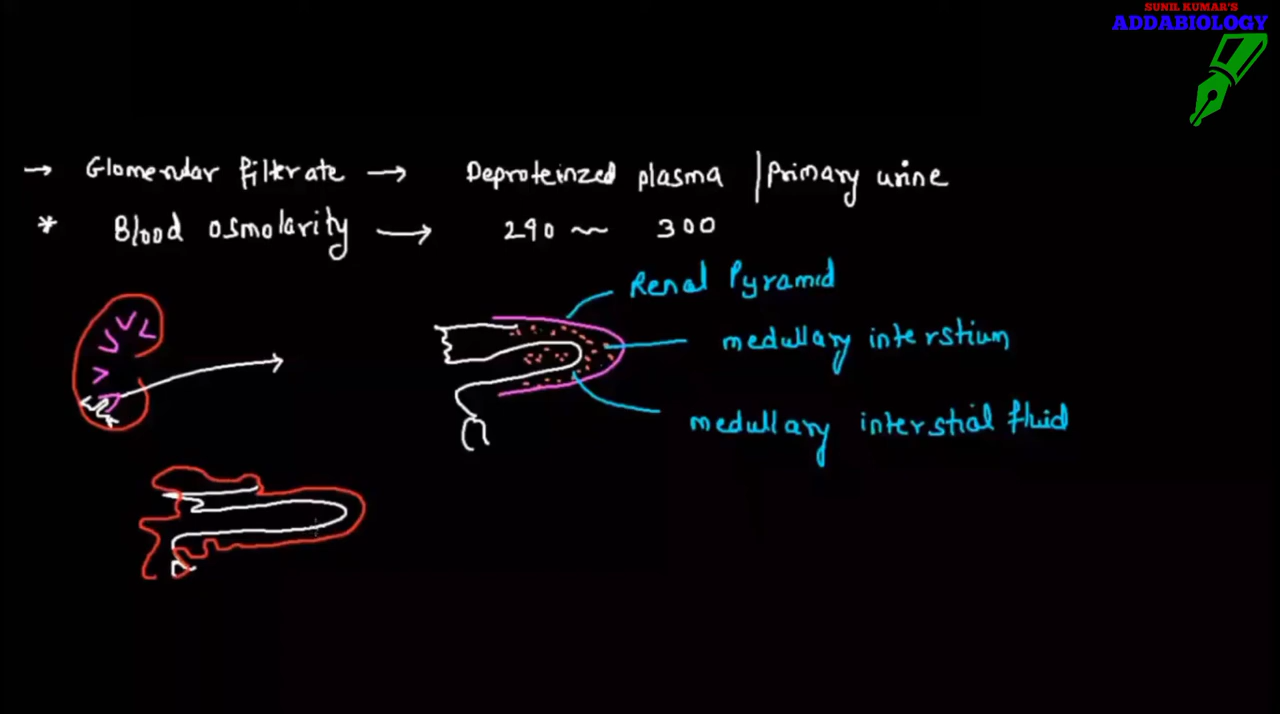 SUNIL KUMAR'S
ADDABIOLOGY
→ Glomerular filtrate → Deproteinzed plasma | Primary urine
* Blood osmolarity → 290 ~ 300
Renal Pyramid
medullary interstium
medullary interstial fluid